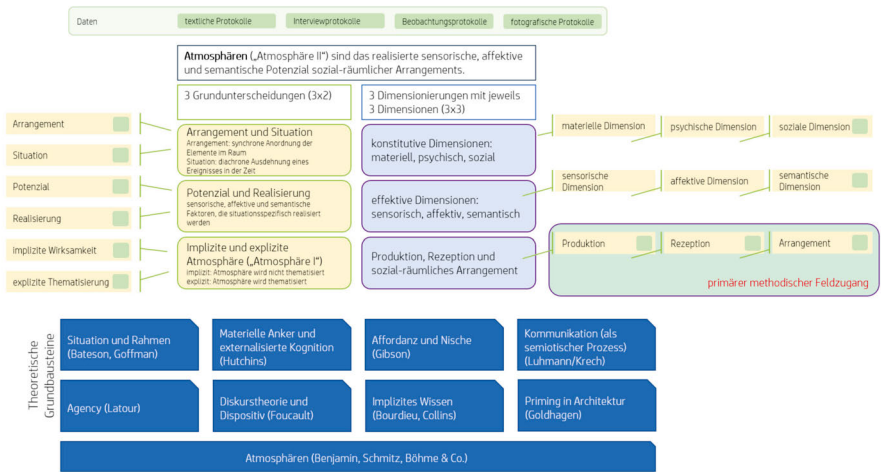 Daten
textliche Protokolle
Interviewprotokolle
Beobachtungsprotokolle
fotografische Protokolle
Atmosphären („Atmosphäre II“) sind das realisierte sensorische, affektive
und semantische Potenzial sozial-räumlicher Arrangements.
3 Grundunterscheidungen (3x2)
3 Dimensionierungen mit jeweils
3 Dimensionen (3x3)
Arrangement
Situation
Potenzial
Realisierung
implizite Wirksamkeit
explizite Thematisierung
Arrangement und Situation
Arrangement: synchrone Anordnung der
Elemente im Raum
Situation: diachrone Ausdehnung eines
Ereignisses in der Zeit
Potenzial und Realisierung
sensorische, affektive und semantische
Faktoren, die situationsspezifisch realisiert
werden
Implizite und explizite
Atmosphäre („Atmosphäre I“)
implizit: Atmosphäre wird nicht thematisiert
explizit: Atmosphäre wird thematisiert
konstitutive Dimensionen:
materiell, psychisch, sozial
effektive Dimensionen:
sensorisch, affektiv, semantisch
Produktion, Rezeption und
sozial-räumliches Arrangement
materielle Dimension
psychische Dimension
soziale Dimension
sensorische
Dimension
affektive Dimension
semantische
Dimension
Produktion
Rezeption
Arrangement
primärer methodischer Feldzugang
Theoretische
Grundbausteine
Situation und Rahmen
(Bateson, Goffman)
Materielle Anker und
externalisierte Kognition
(Hutchins)
Affordanz und Nische
(Gibson)
Kommunikation (als
semiotischer Prozess)
(Luhmann/Krech)
Agency (Latour)
Diskurstheorie und
Dispositiv (Foucault)
Implizites Wissen
(Bourdieu, Collins)
Priming in Architektur
(Goldhagen)
Atmosphären (Benjamin, Schmitz, Böhme & Co.)